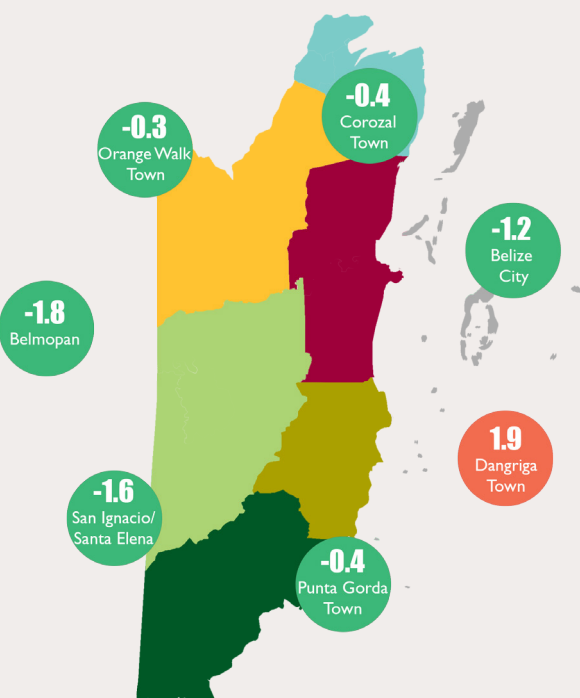 -0.4
Corozal
Town
-0.3
Orange Walk
Town
-1.2
Belize
City
-1.8
Belmopan
1.9
Dangriga
Town
-1.6
San Ignacio/
Santa Elena
-0.4
Punta Gorda
Town